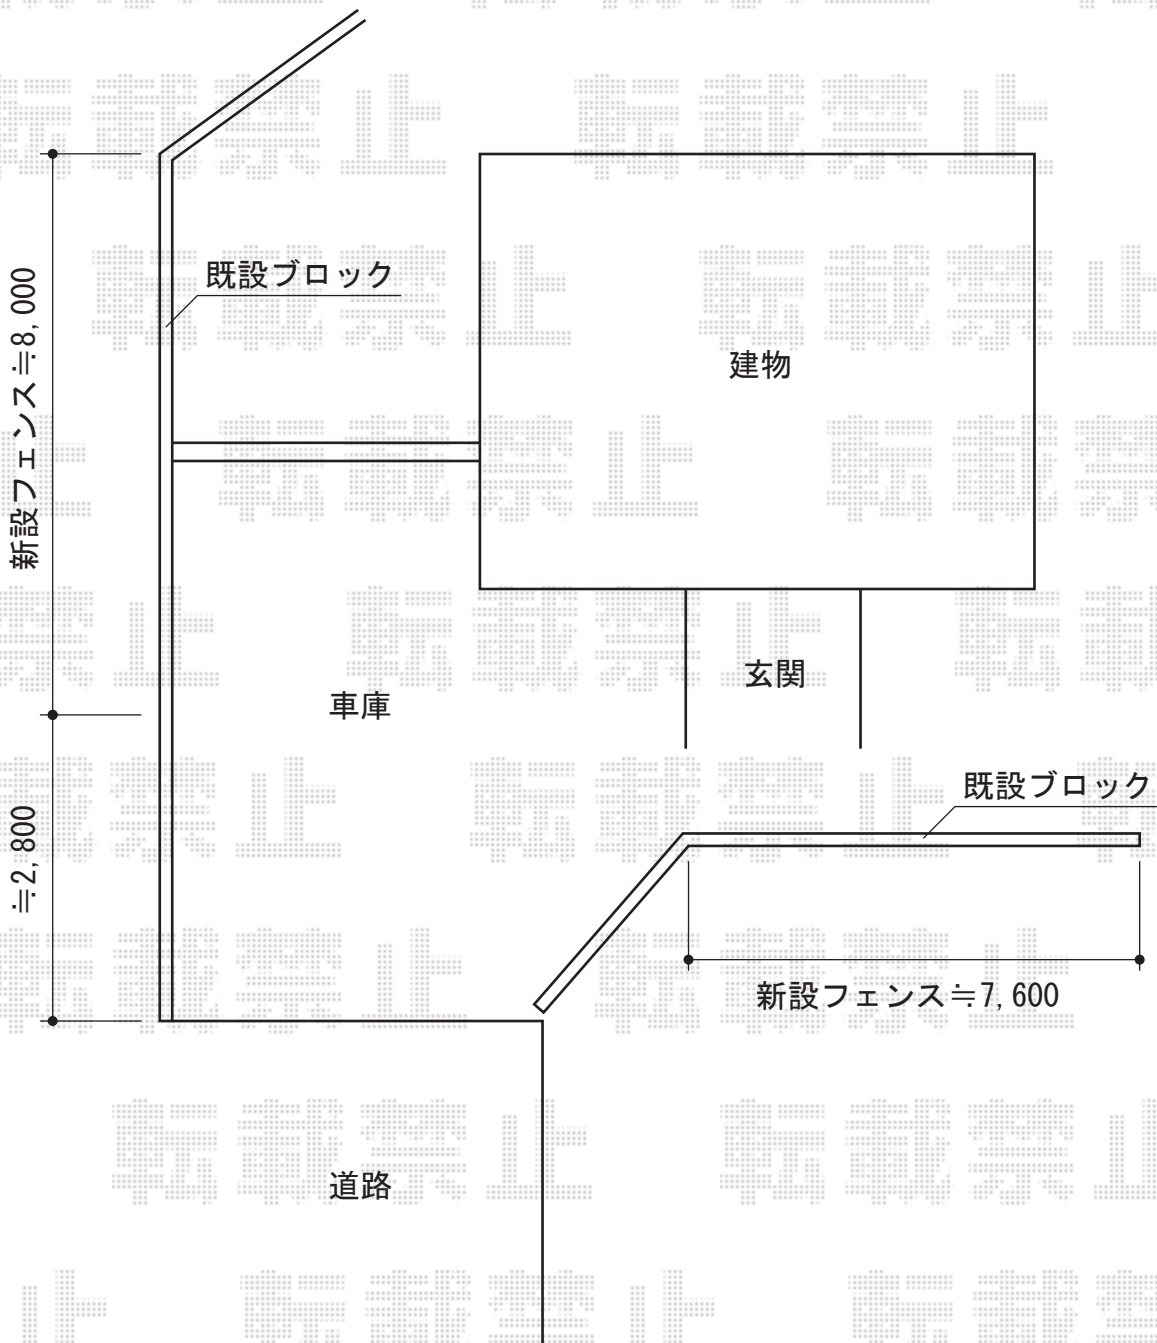 既設ブロック
新設フェンス≒8,000
建物
玄関
車庫
既設ブロック
≒2,800
新設フェンス≒7,600
道路
転載禁止